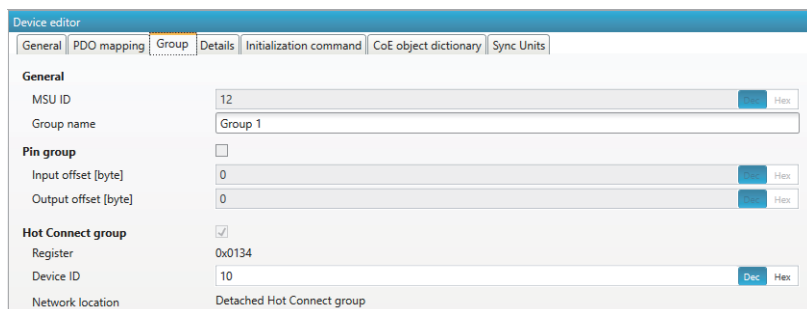 Device editor
General PDO mapping Group Details Initialization command CoE object dictionary Sync Units
General
MSU ID 12 Dec Hex
Group name Group 1
Pin group
Input offset [byte] 0 Dec Hex
Output offset [byte] 0 Dec Hex
Hot Connect group
Register 0x0134
Device ID 10 Dec Hex
Network location Detached Hot Connect group